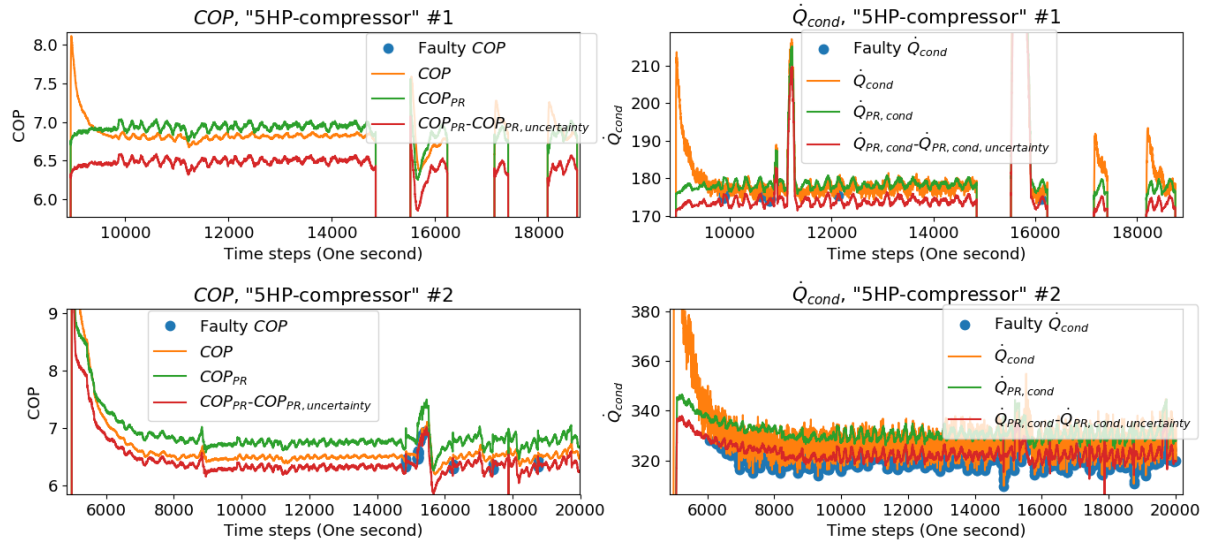 COP, "5HP-compressor" #1
8.0
7.5
7.0
6.5
6.0
COP
Faulty COP
COP
COP_PR
COP_PR-COP_PR, uncertainty
10000 12000 14000 16000 18000
Time steps (One second)
Q̇_cond, "5HP-compressor" #1
210
200
190
180
170
Q̇_cond
Faulty Q̇_cond
Q̇_cond
Q̇_PR, cond
Q̇_PR, cond-Q̇_PR, cond, uncertainty
10000 12000 14000 16000 18000
Time steps (One second)
COP, "5HP-compressor" #2
9
8
7
6
COP
Faulty COP
COP
COP_PR
COP_PR-COP_PR, uncertainty
6000 8000 10000 12000 14000 16000 18000 20000
Time steps (One second)
Q̇_cond, "5HP-compressor" #2
380
360
340
320
Q̇_cond
Faulty Q̇_cond
Q̇_cond
Q̇_PR, cond
Q̇_PR, cond-Q̇_PR, cond, uncertainty
6000 8000 10000 12000 14000 16000 18000 20000
Time steps (One second)